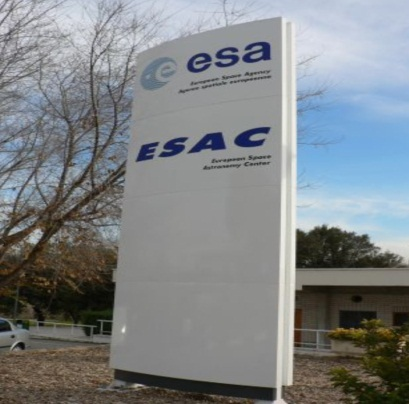 esa
European Space Agency
Agence spatiale européenne
ESAC
European Space
Astronomy Center